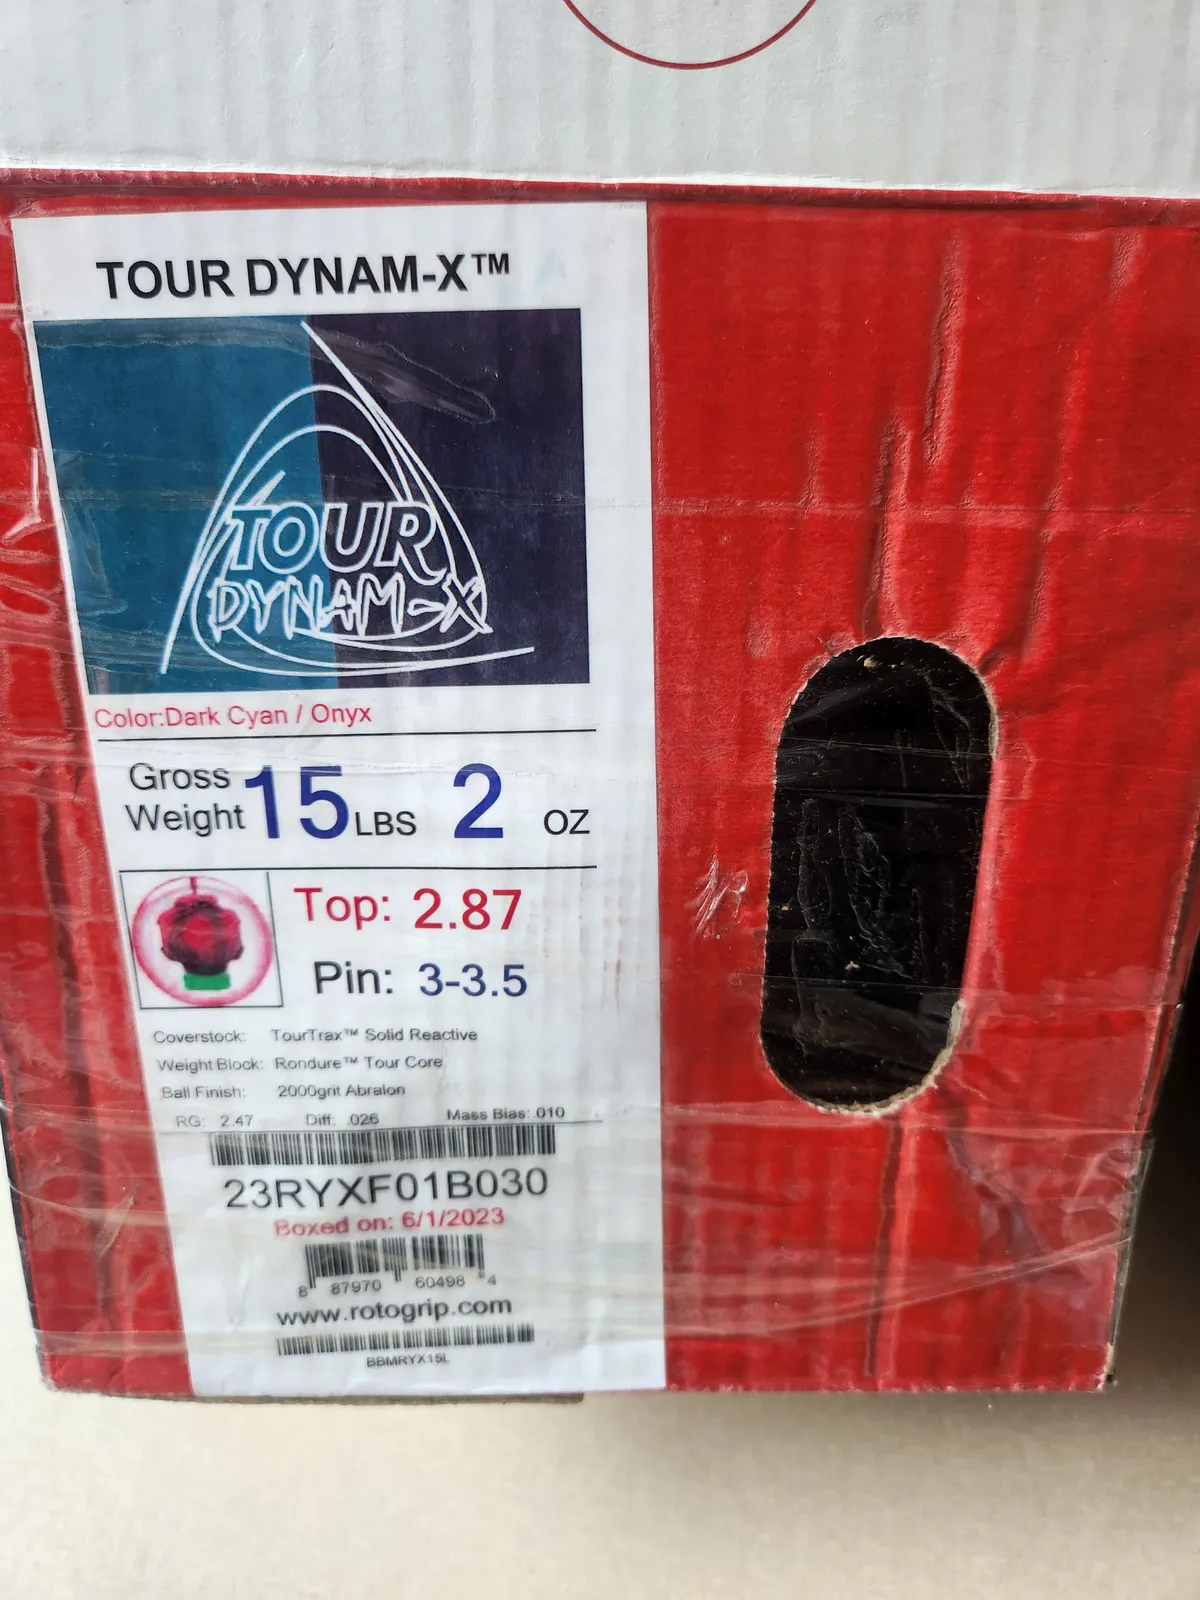 TOUR DYNAM-X™
TOUR
DYNAM-X
Color:Dark Cyan / Onyx
Gross Weight 15 LBS 2 OZ
Top: 2.87
Pin: 3-3.5
Coverstock: TourTrax™ Solid Reactive
Weight Block: Rondure™ Tour Core
Ball Finish: 2000grit Abralon
RG: 2.47 Diff: .026 Mass Bias: .010
23RYXF01B030
Boxed on: 6/1/2023
8 87970 60498 4
www.rotogrip.com
BBMRYX15L